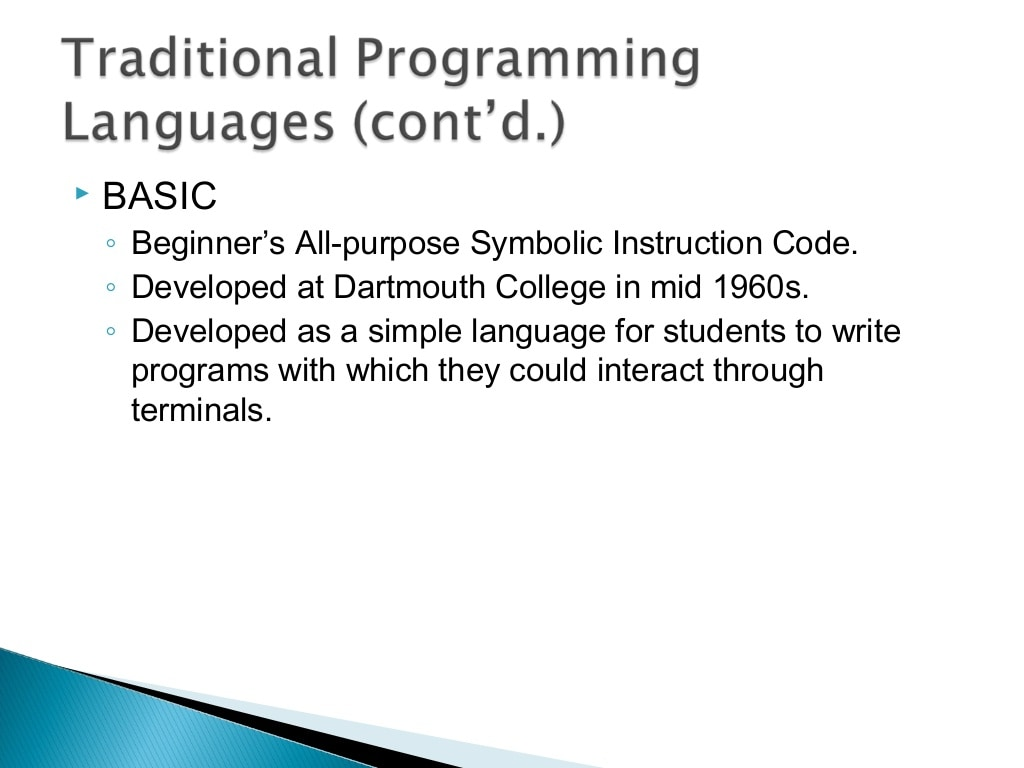 Traditional Programming
Languages (cont’d.)
BASIC
Beginner’s All-purpose Symbolic Instruction Code.
Developed at Dartmouth College in mid 1960s.
Developed as a simple language for students to write
programs with which they could interact through
terminals.